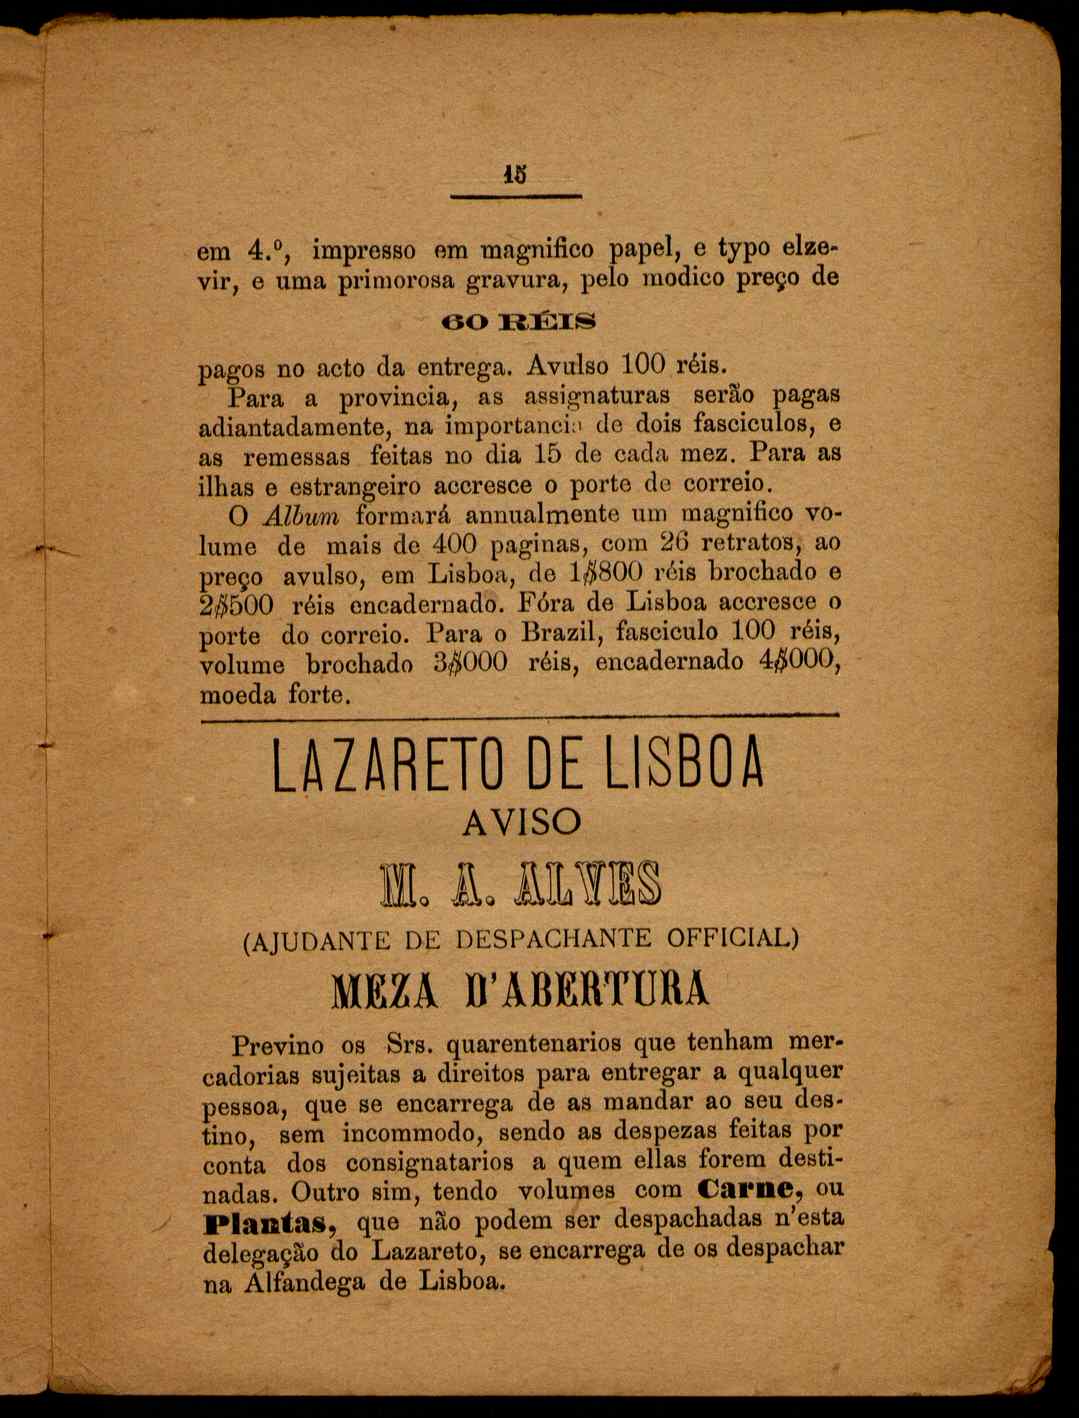 15
em 4.º, impresso em magnifico papel, e typo elze-
vir, e uma primorosa gravura, pelo modico preço de
60 RÉIS
pagos no acto da entrega. Avulso 100 réis.
Para a provincia, as assignaturas serão pagas
adiantadamente, na importancia de dois fasciculos, e
as remessas feitas no dia 15 de cada mez. Para as
ilhas e estrangeiro accresce o porte de correio.
O Album formará annualmente um magnifico vo-
lume de mais de 400 paginas, com 26 retratos, ao
preço avulso, em Lisboa, de 1$800 réis brochado e
2$500 réis encadernado. Fóra de Lisboa accresce o
porte do correio. Para o Brazil, fasciculo 100 réis,
volume brochado 3$000 réis, encadernado 4$000,
moeda forte.
LAZARETO DE LISBOA
AVISO
M. A. ALVES
(AJUDANTE DE DESPACHANTE OFFICIAL)
MEZA D'ABERTURA
Previno os Srs. quarentenarios que tenham mer-
cadorias sujeitas a direitos para entregar a qualquer
pessoa, que se encarrega de as mandar ao seu des-
tino, sem incommodo, sendo as despezas feitas por
conta dos consignatarios a quem ellas forem desti-
nadas. Outro sim, tendo volumes com Carne, ou
Plantas, que não podem ser despachadas n'esta
delegação do Lazareto, se encarrega de os despachar
na Alfandega de Lisboa.